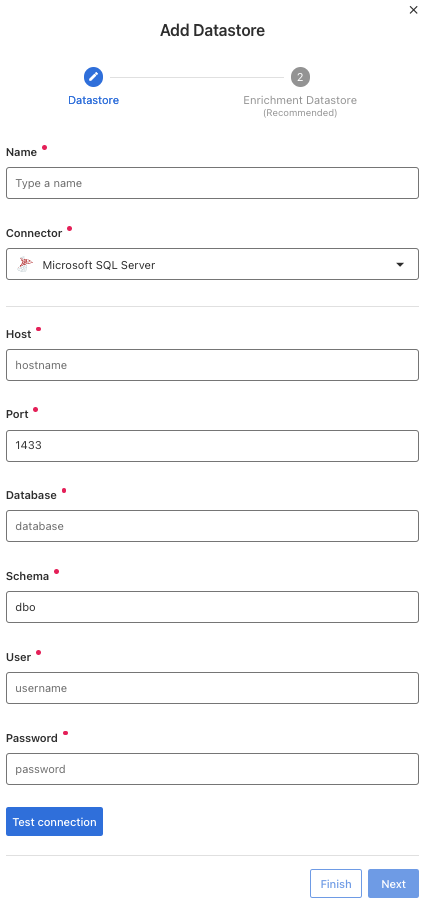 Add Datastore
2
Datastore
Enrichment Datastore
(Recommended)
Name
Type a name
Connector
Microsoft SQL Server
Host
hostname
Port
1433
Database
database
Schema
dbo
User
username
Password
password
Test connection
Finish
Next